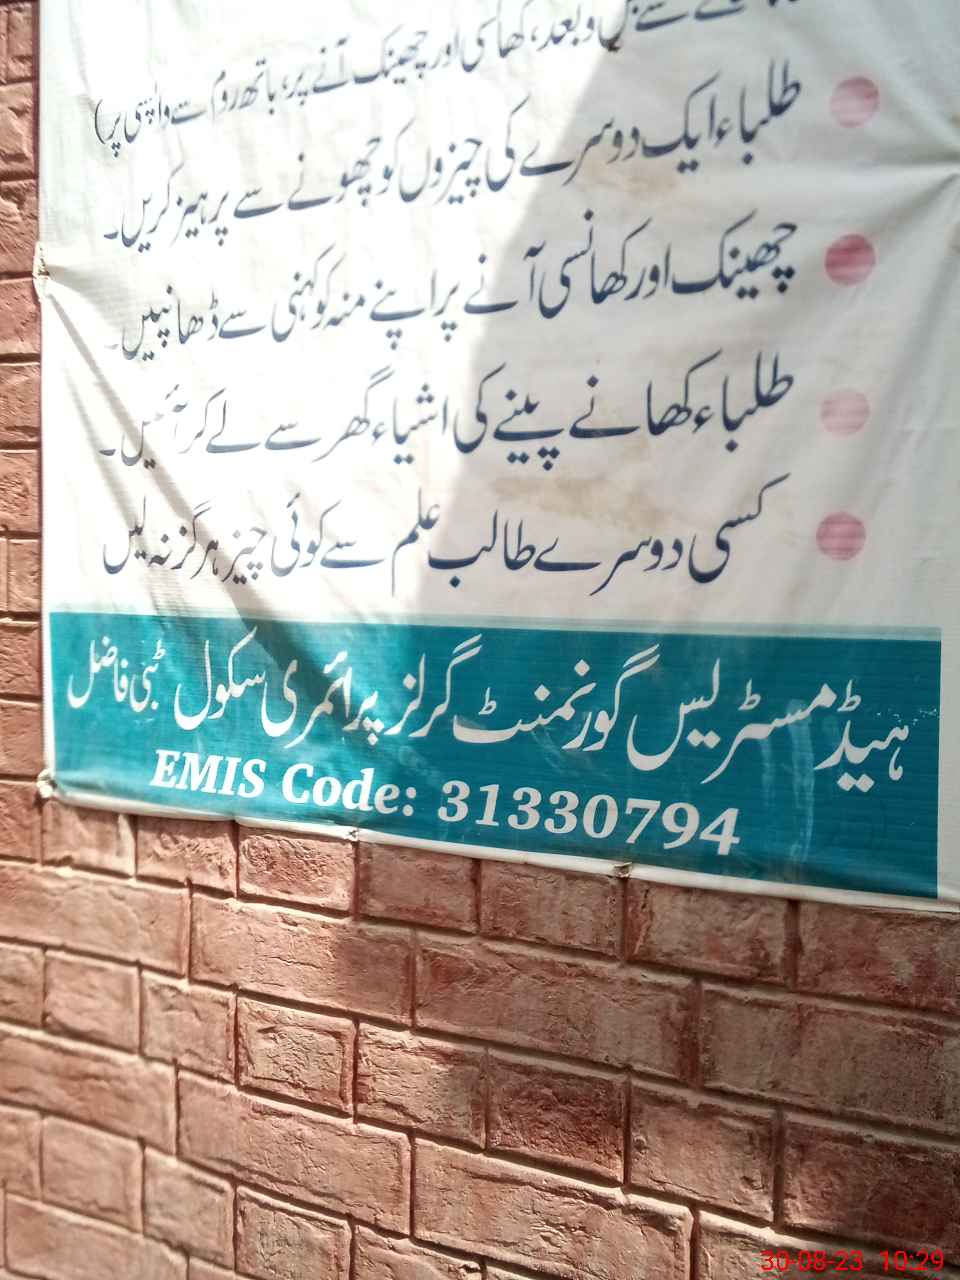 وبعد، کھانسی اور چھینک آنے پر، باتھ روم سے واپسی پر)
طلباء ایک دوسرے کی چیزوں کو چھونے سے پرہیز کریں۔
چھینک اور کھانسی آنے پر اپنے منہ کو کہنی سے ڈھانپیں۔
طلباء کھانے پینے کی اشیاء گھر سے لے کر آئیں۔
کسی دوسرے طالب علم سے کوئی چیز ہرگز نہ لیں
ہیڈ مسٹریس گورنمنٹ گرلز پرائمری سکول ٹبی فاضل
EMIS Code: 31330794
30-08-23 10:29